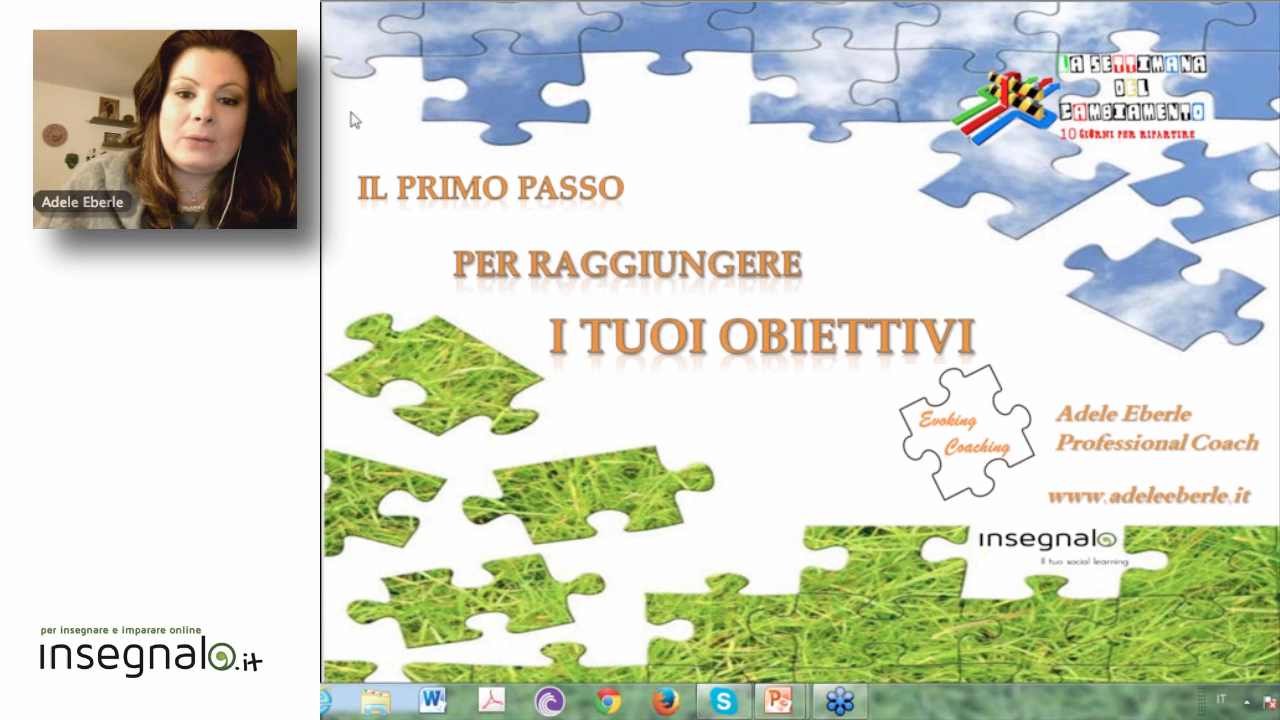 Adele Eberle
LA SETTIMANA
DEL
CAMBIAMENTO
10 GIORNI PER RIPARTIRE
IL PRIMO PASSO
PER RAGGIUNGERE
I TUOI OBIETTIVI
Evoking
Coaching
Adele Eberle
Professional Coach
www.adeleeberle.it
insegnalo
Il tuo social learning
per insegnare e imparare online
insegnalo.it
IT